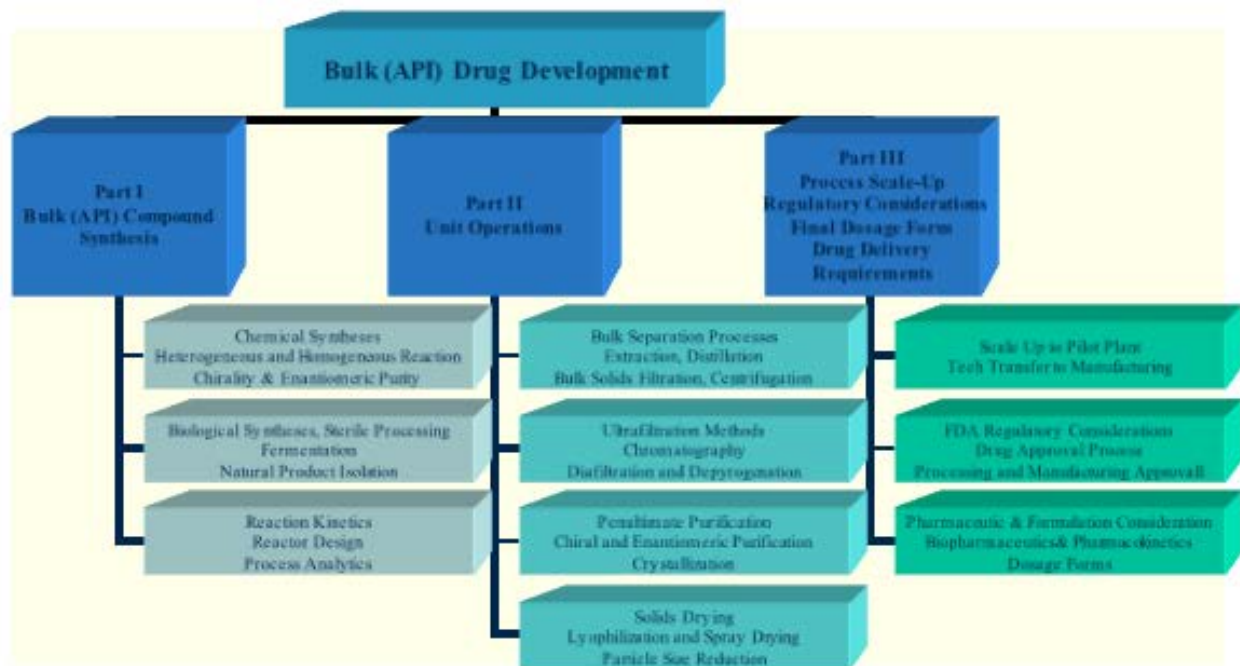 Bulk (API) Drug Development
Part I
Bulk (API) Compound
Synthesis
Chemical Syntheses
Heterogeneous and Homogeneous Reaction
Chirality & Enantiomeric Purity
Biological Syntheses, Sterile Processing
Fermentation
Natural Product Isolation
Reaction Kinetics
Reactor Design
Process Analytics
Part II
Unit Operations
Bulk Separation Processes
Extraction, Distillation
Bulk Solids Filtration, Centrifugation
Ultrafiltration Methods
Chromatography
Diafiltration and Depyrogenation
Penultimate Purification
Chiral and Enantiomeric Purification
Crystallization
Solids Drying
Lyophilization and Spray Drying
Particle Size Reduction
Part III
Process Scale-Up
Regulatory Considerations
Final Dosage Form
Drug Delivery
Requirements
Scale Up to Pilot Plant
Tech Transfer to Manufacturing
FDA Regulatory Considerations
Drug Approval Process
Processing and Manufacturing Approvall
Pharmaceutic & Formulation Consideration
Biopharmaceutics& Pharmacokinetics
Dosage Forms